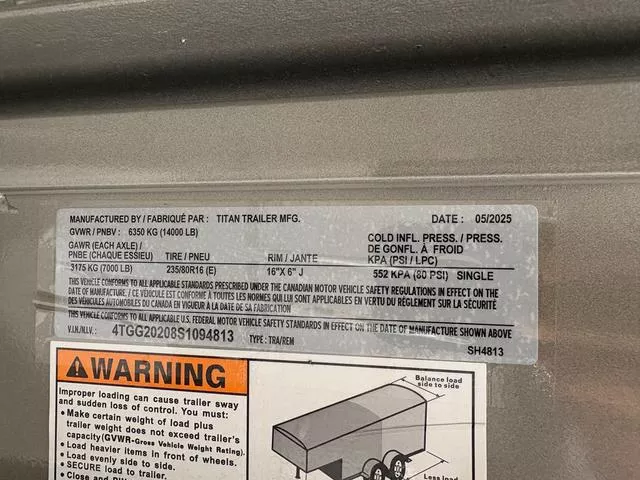 MANUFACTURED BY / FABRIQUÉ PAR : TITAN TRAILER MFG. DATE : 05/2025
GVWR / PNBV : 6350 KG (14000 LB)
GAWR (EACH AXLE) / PNBE (CHAQUE ESSIEU) TIRE / PNEU RIM / JANTE COLD INFL. PRESS. / PRESS. DE GONFL. À FROID KPA (PSI / LPC)
3175 KG (7000 LB) 235/80R16 (E) 16"X 6" J 552 KPA (80 PSI) SINGLE
THIS VEHICLE CONFORMS TO ALL APPLICABLE STANDARDS PRESCRIBED UNDER THE CANADIAN MOTOR VEHICLE SAFETY REGULATIONS IN EFFECT ON THE
DATE OF MANUFACTURE / CE VÉHICULE EST CONFORME À TOUTES LES NORMES QUI LUI SONT APPLICABLES EN VERTU DU RÈGLEMENT SUR LA SÉCURITÉ
DES VÉHICULES AUTOMOBILES DU CANADA EN VIGUEUR À LA DATE DE SA FABRICATION
THIS VEHICLE CONFORMS TO ALL APPLICABLE U.S. FEDERAL MOTOR VEHICLE SAFETY STANDARDS IN EFFECT ON THE DATE OF MANUFACTURE SHOWN ABOVE
V.I.N./N.I.V.: 4TGG20208S1094813 TYPE : TRA/REM SH4813
WARNING
Improper loading can cause trailer sway
and sudden loss of control. You must:
• Make certain weight of load plus
trailer weight does not exceed trailer's
capacity(GVWR-Gross Vehicle Weight Rating).
• Load heavier items in front of wheels.
• Load evenly side to side.
• SECURE load to trailer.
• Close and
Balance load
side to side
Less load